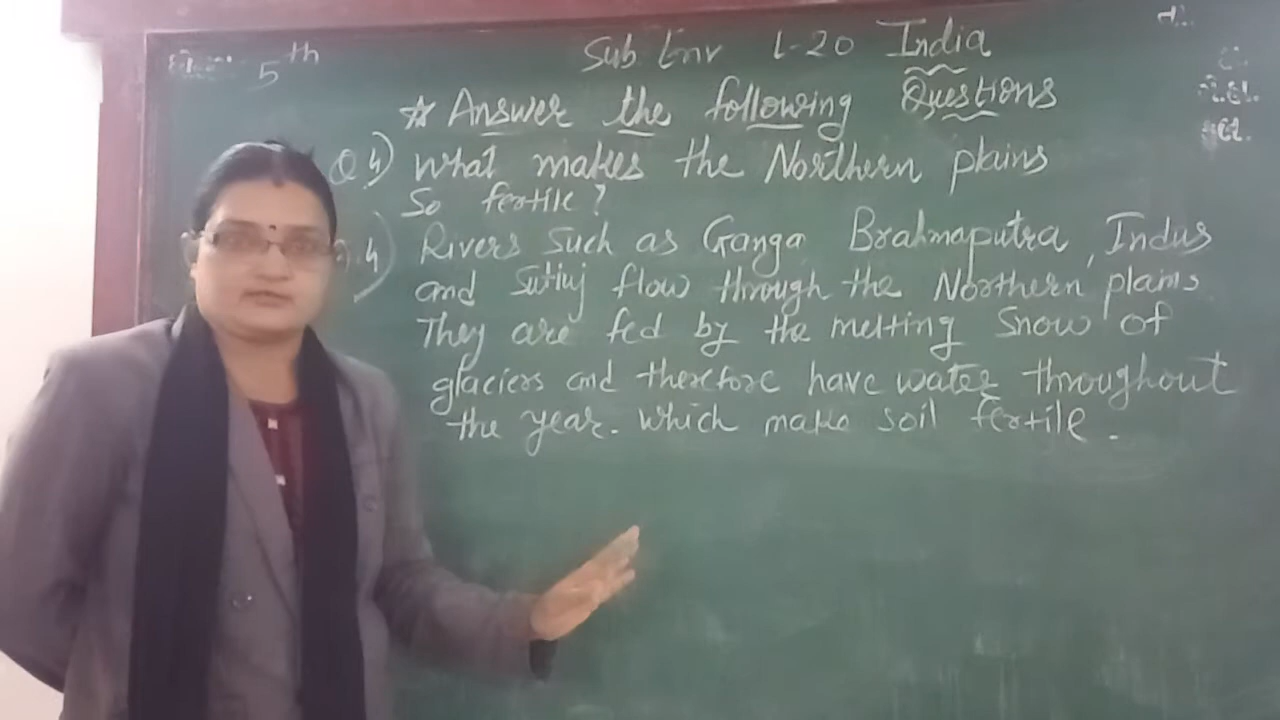 5th
Sub Env L-20 India
☆ Answer the following Questions
Q.4) What makes the Northern plains
So fertile?
.4) Rivers Such as Ganga Brahmaputra, Indus
and Sutluj flow through the Northern plains
They are fed by the melting Snow of
glaciers and therefore have water throughout
the year. which make soil fertile.